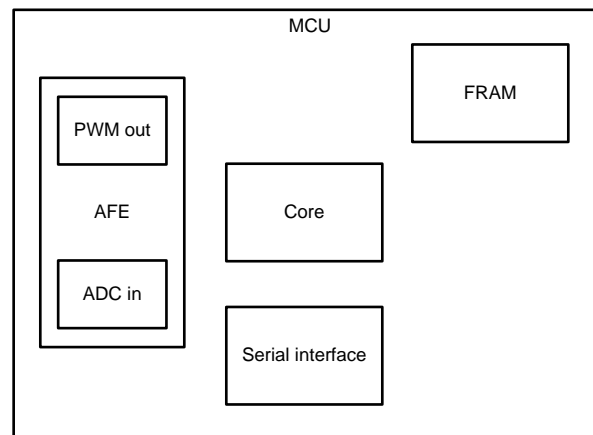 MCU
FRAM
PWM out
AFE
Core
ADC in
Serial interface